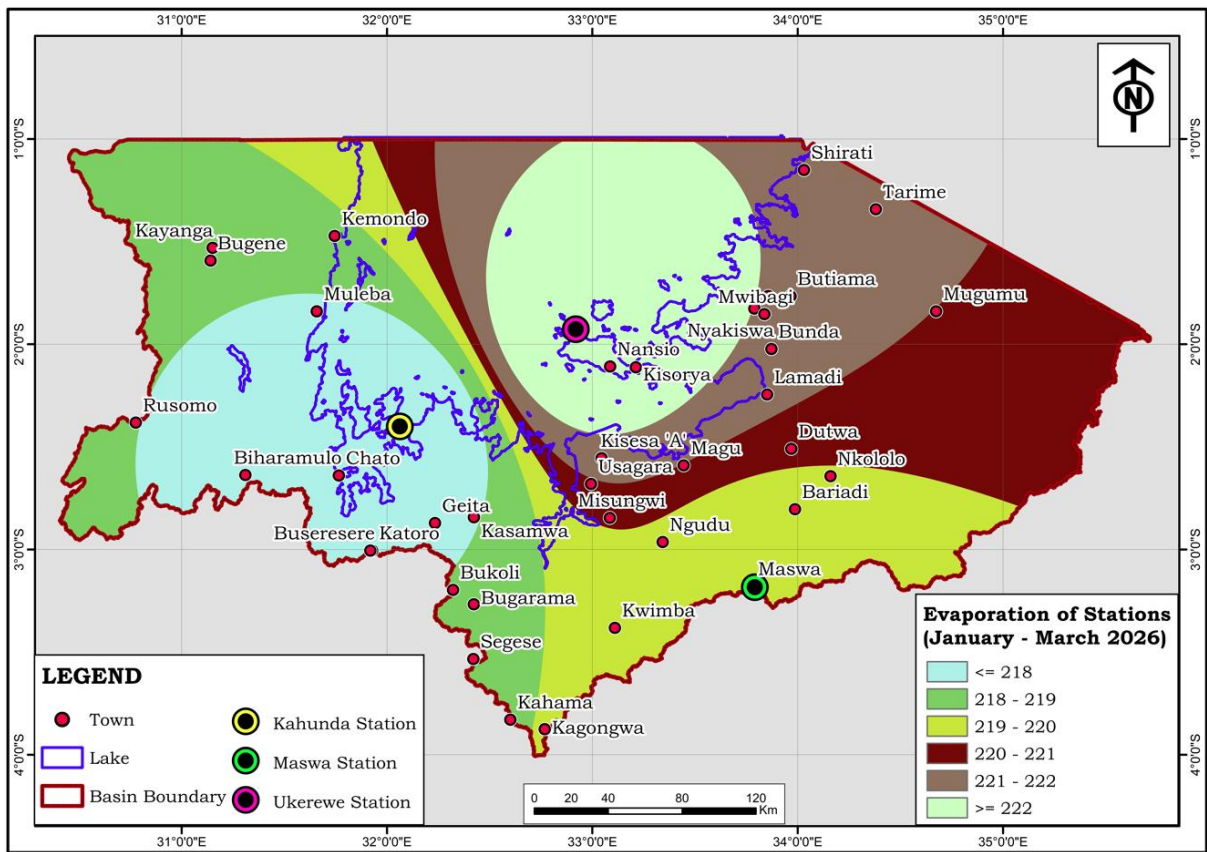 31°0'0"E 32°0'0"E 33°0'0"E 34°0'0"E 35°0'0"E
N
1°0'0"S 1°0'0"S
Shirati
Tarime
Kemondo
Kayanga
Bugene
Butiama
Muleba
Mwibagi
Mugumu
2°0'0"S 2°0'0"S
Nyakiswa Bunda
Nansio
Kisorya
Lamadi
Rusomo
Kisesa 'A'
Magu
Dutwa
Biharamulo Chato
Usagara
Nkololo
Misungwi
Bariadi
Geita
Kasamwa
Buseresere Katoro
Ngudu
3°0'0"S 3°0'0"S
Maswa
Bukoli
Bugarama
Kwimba
Segese
Kahama
Kagongwa
4°0'0"S 4°0'0"S
LEGEND
Town
Lake
Basin Boundary
Kahunda Station
Maswa Station
Ukerewe Station
0 20 40 80 120
Km
Evaporation of Stations
(January - March 2026)
<= 218
218 - 219
219 - 220
220 - 221
221 - 222
>= 222
31°0'0"E 32°0'0"E 33°0'0"E 34°0'0"E 35°0'0"E